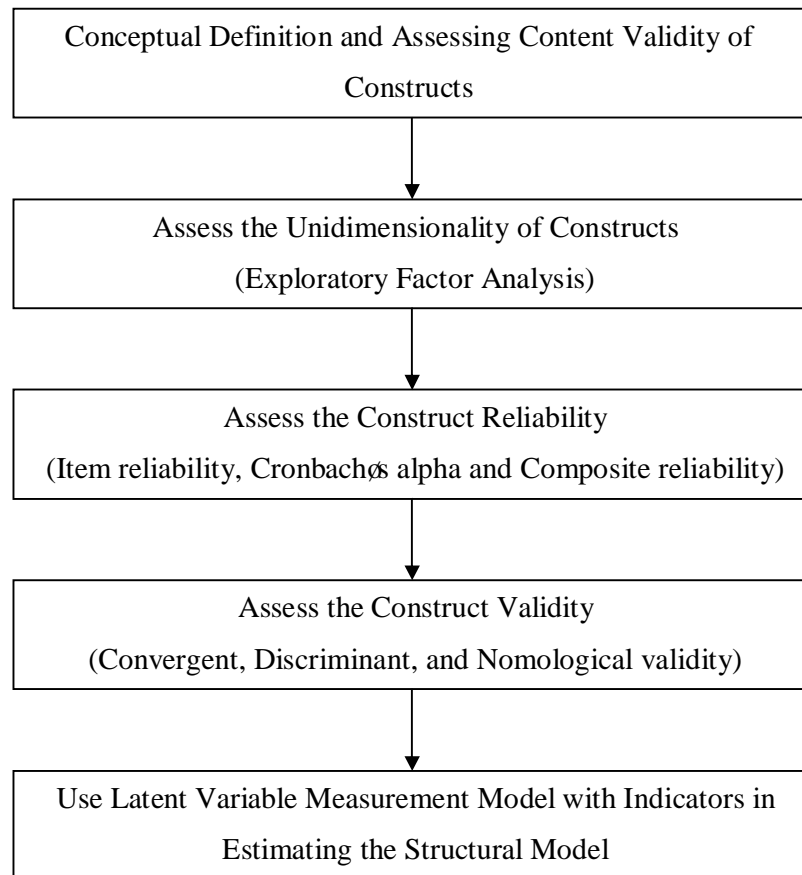 Conceptual Definition and Assessing Content Validity of
Constructs
Assess the Unidimensionality of Constructs
(Exploratory Factor Analysis)
Assess the Construct Reliability
(Item reliability, Cronbachøs alpha and Composite reliability)
Assess the Construct Validity
(Convergent, Discriminant, and Nomological validity)
Use Latent Variable Measurement Model with Indicators in
Estimating the Structural Model